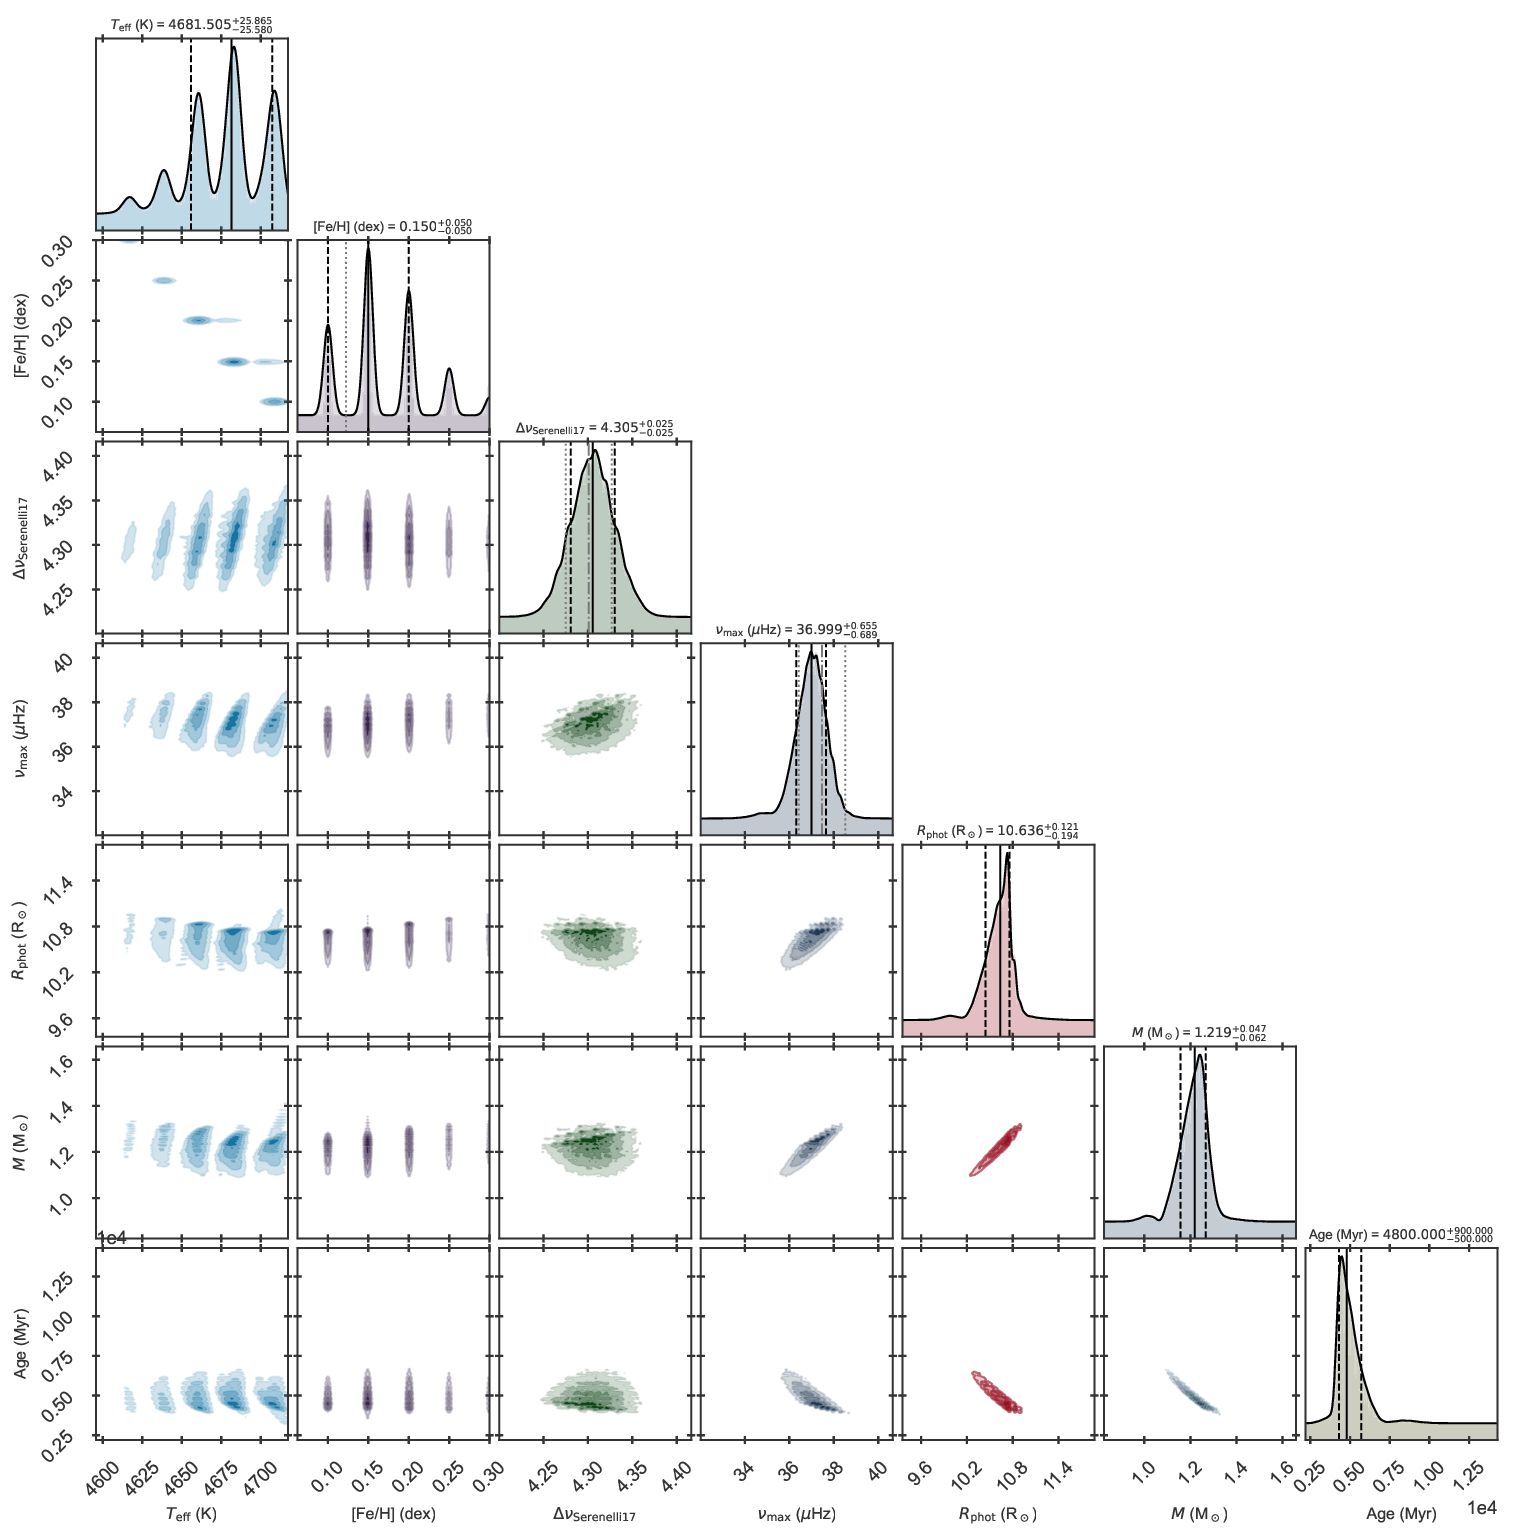 T_eff (K) = 4681.505 +25.865 −25.580
[Fe/H] (dex) = 0.150 +0.050 −0.050
Δν_Serenelli17 = 4.305 +0.025 −0.025
ν_max (μHz) = 36.999 +0.655 −0.689
R_phot (R⊙) = 10.636 +0.121 −0.194
M (M⊙) = 1.219 +0.047 −0.062
Age (Myr) = 4800.000 +900.000 −500.000
[Fe/H] (dex)
0.30
0.25
0.20
0.15
0.10
Δν_Serenelli17
4.40
4.35
4.30
4.25
ν_max (μHz)
40
38
36
34
R_phot (R⊙)
11.4
10.8
10.2
9.6
M (M⊙)
1.6
1.4
1.2
1.0
1e4
Age (Myr)
1.25
1.00
0.75
0.50
0.25
4600 4625 4650 4675 4700
0.10 0.15 0.20 0.25 0.30
4.25 4.30 4.35 4.40
34 36 38 40
9.6 10.2 10.8 11.4
1.0 1.2 1.4 1.6
0.25 0.50 0.75 1.00 1.25
1e4
T_eff (K)
[Fe/H] (dex)
Δν_Serenelli17
ν_max (μHz)
R_phot (R⊙)
M (M⊙)
Age (Myr)